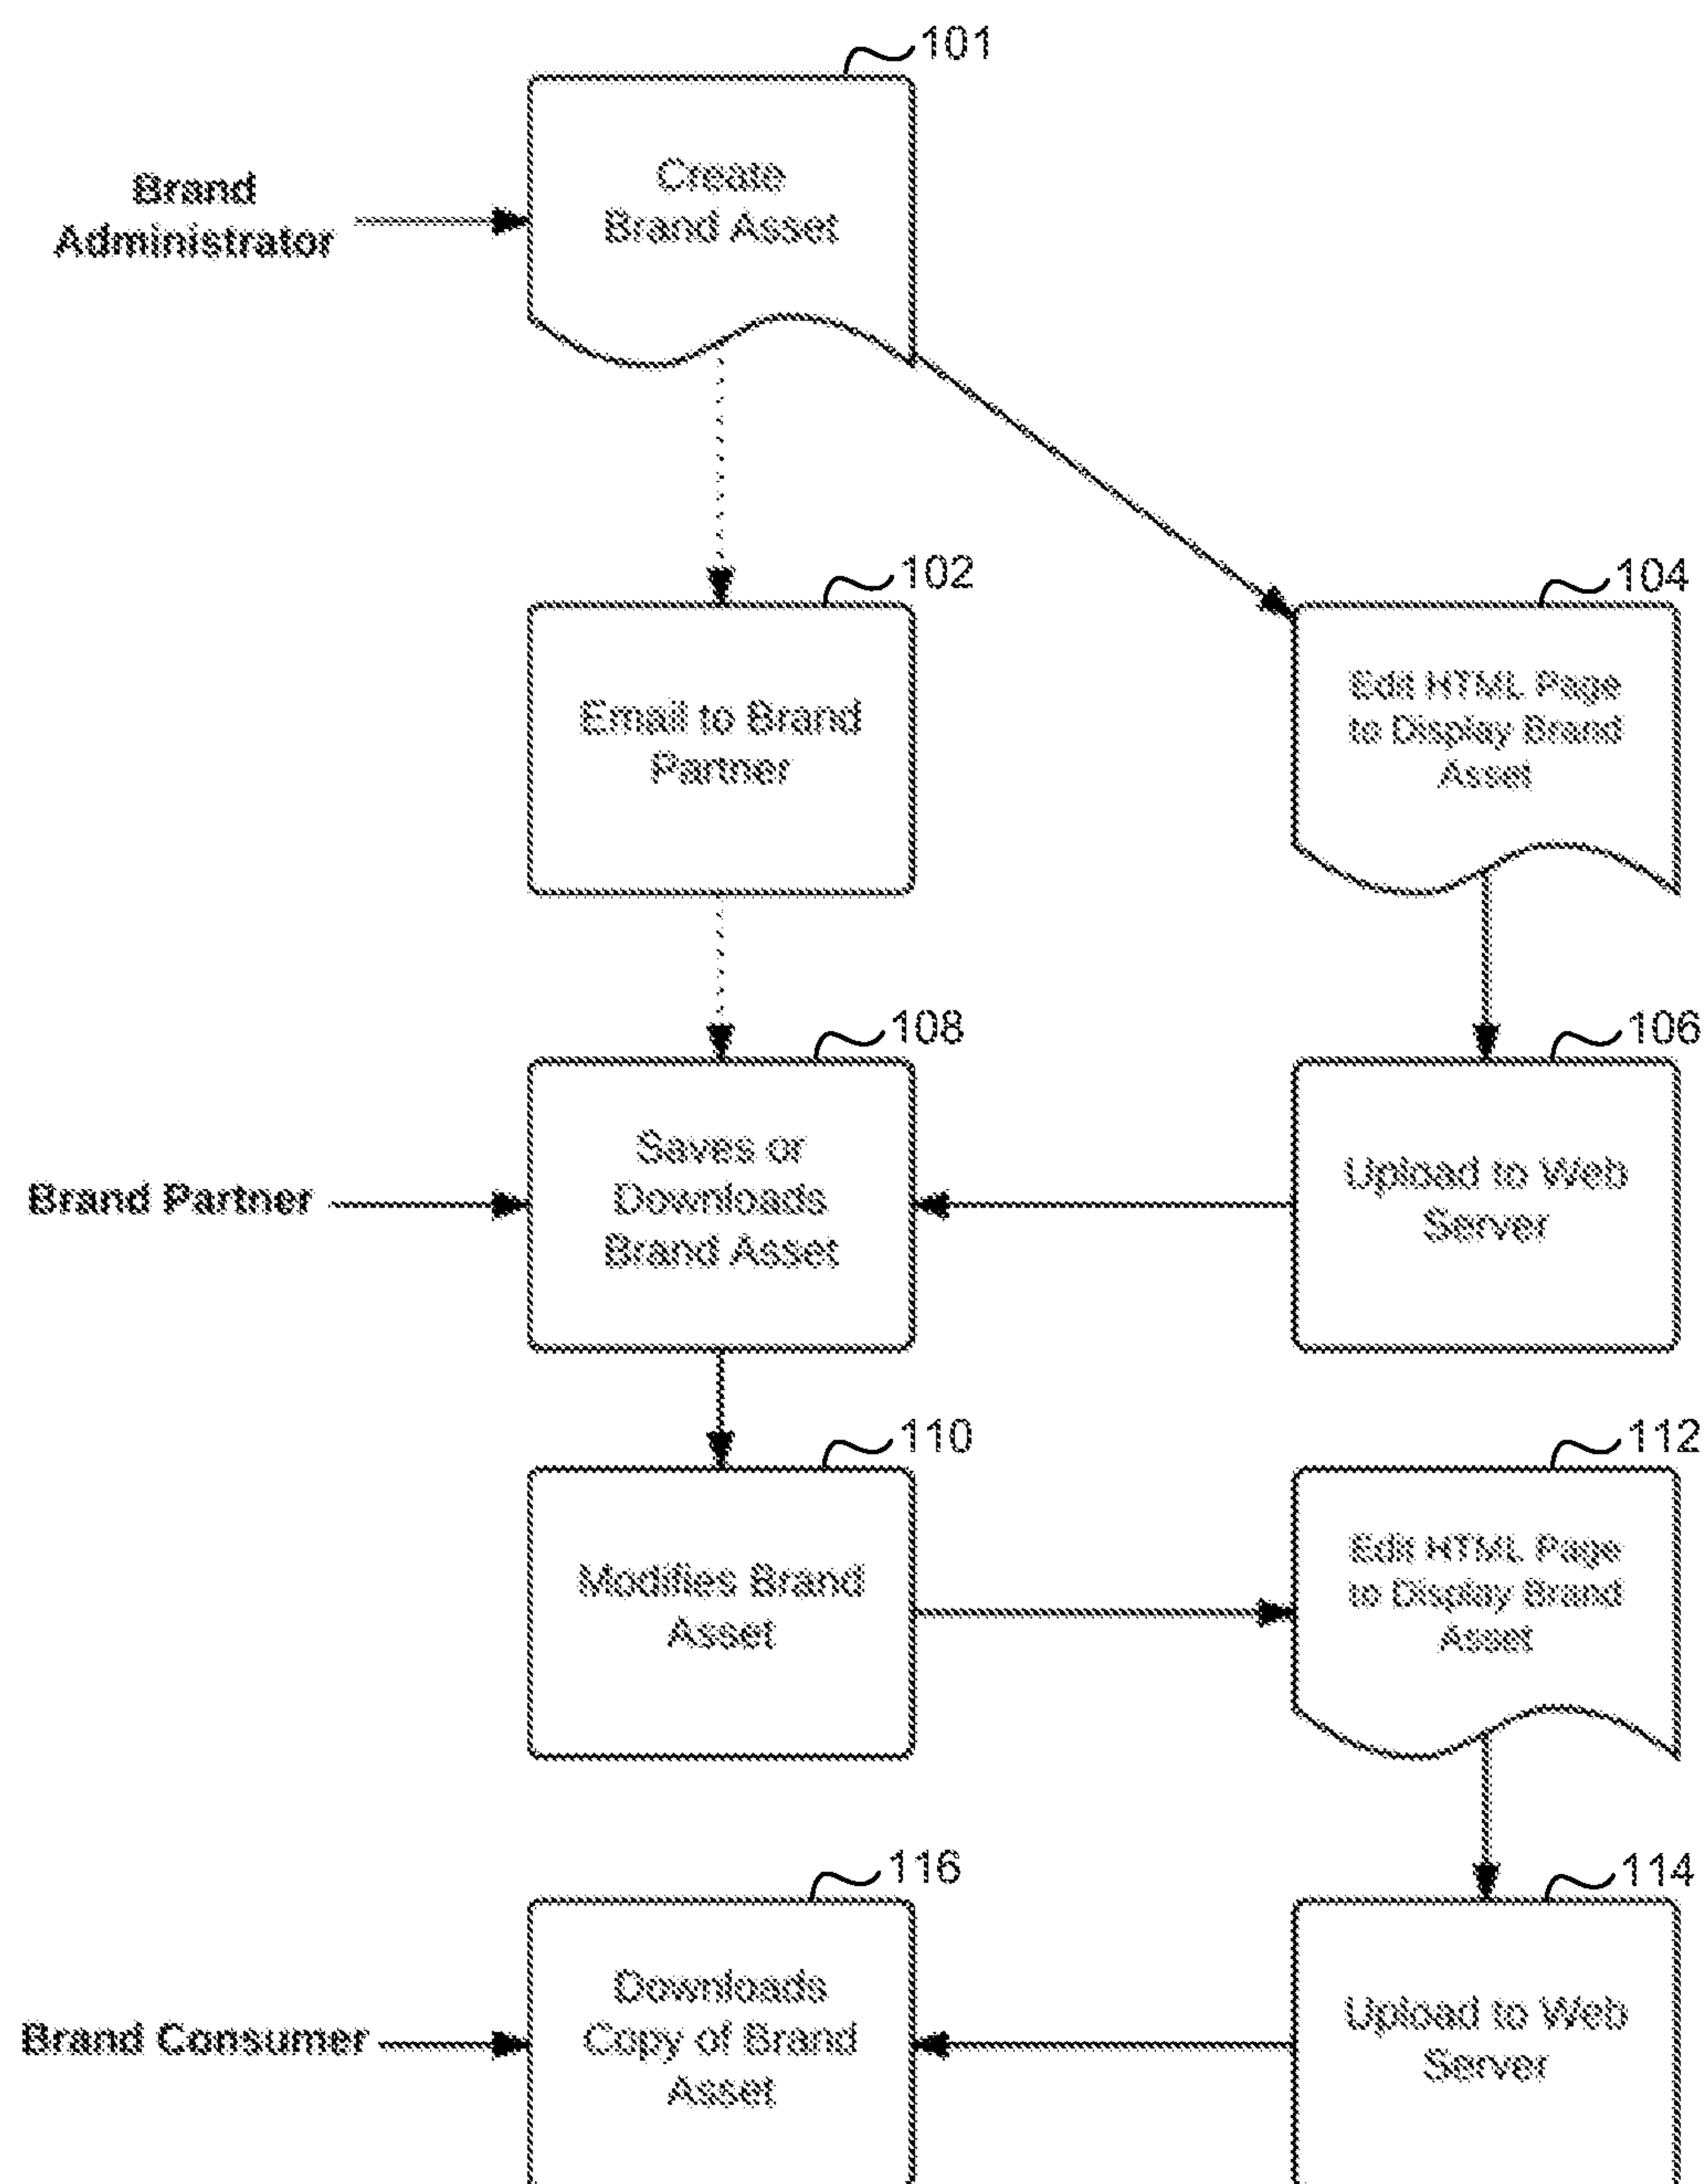 101
Brand
Administrator
Create
Brand Asset
102
104
Email to Brand
Partner
Edit HTML Page
to Display Brand
Asset
108
106
Brand Partner
Saves or
Downloads
Brand Asset
Upload to Web
Server
110
112
Modifies Brand
Asset
Edit HTML Page
to Display Brand
Asset
116
114
Brand Consumer
Downloads
Copy of Brand
Asset
Upload to Web
Server